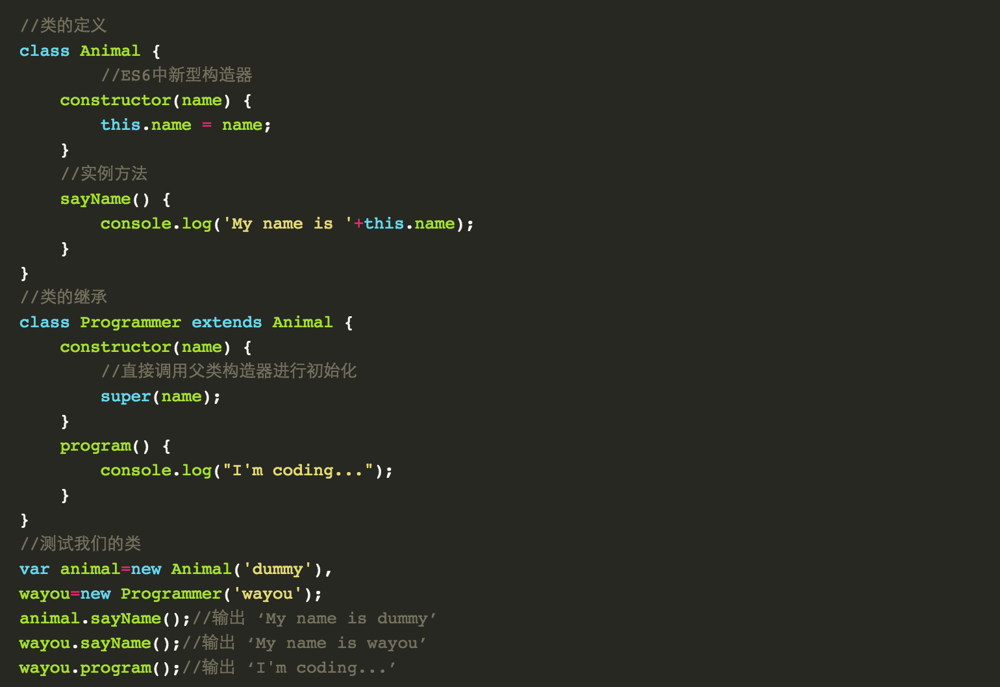 //类的定义
class Animal {
        //ES6中新型构造器
    constructor(name) {
        this.name = name;
    }
    //实例方法
    sayName() {
        console.log('My name is '+this.name);
    }
}
//类的继承
class Programmer extends Animal {
    constructor(name) {
        //直接调用父类构造器进行初始化
        super(name);
    }
    program() {
        console.log("I'm coding...");
    }
}
//测试我们的类
var animal=new Animal('dummy'),
wayou=new Programmer('wayou');
animal.sayName();//输出 ‘My name is dummy’
wayou.sayName();//输出 ‘My name is wayou’
wayou.program();//输出 ‘I'm coding...’